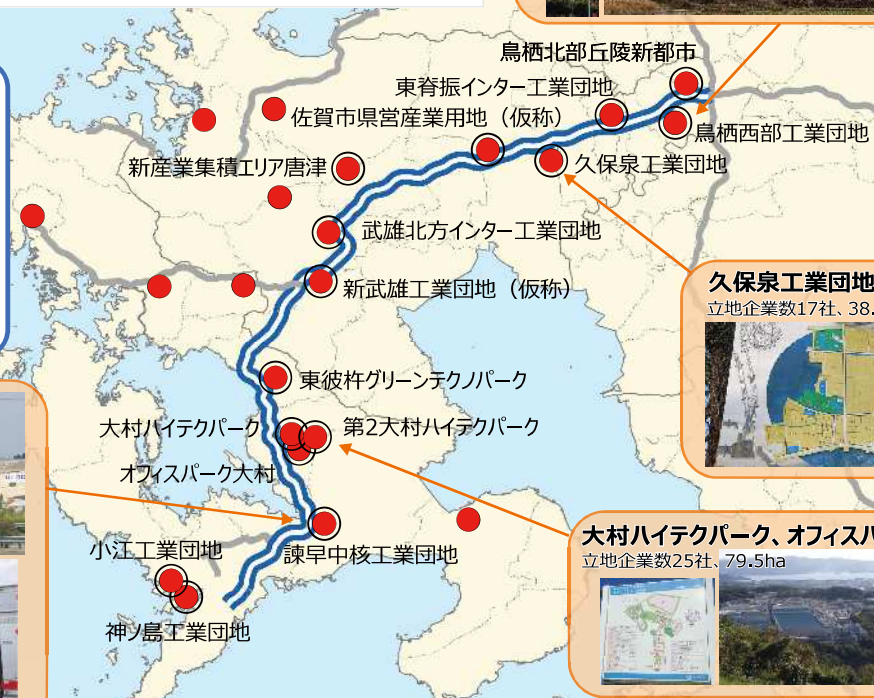 鳥栖北部丘陵新都市
東脊振インター工業団地
佐賀市県営産業用地（仮称）
鳥栖西部工業団地
新産業集積エリア唐津
久保泉工業団地
武雄北方インター工業団地
新武雄工業団地（仮称）
久保泉工業団地
立地企業数17社、38.
東彼杵グリーンテクノパーク
大村ハイテクパーク
第2大村ハイテクパーク
オフィスパーク大村
小江工業団地
諫早中核工業団地
神ノ島工業団地
大村ハイテクパーク、オフィスパ
立地企業数25社、79.5ha